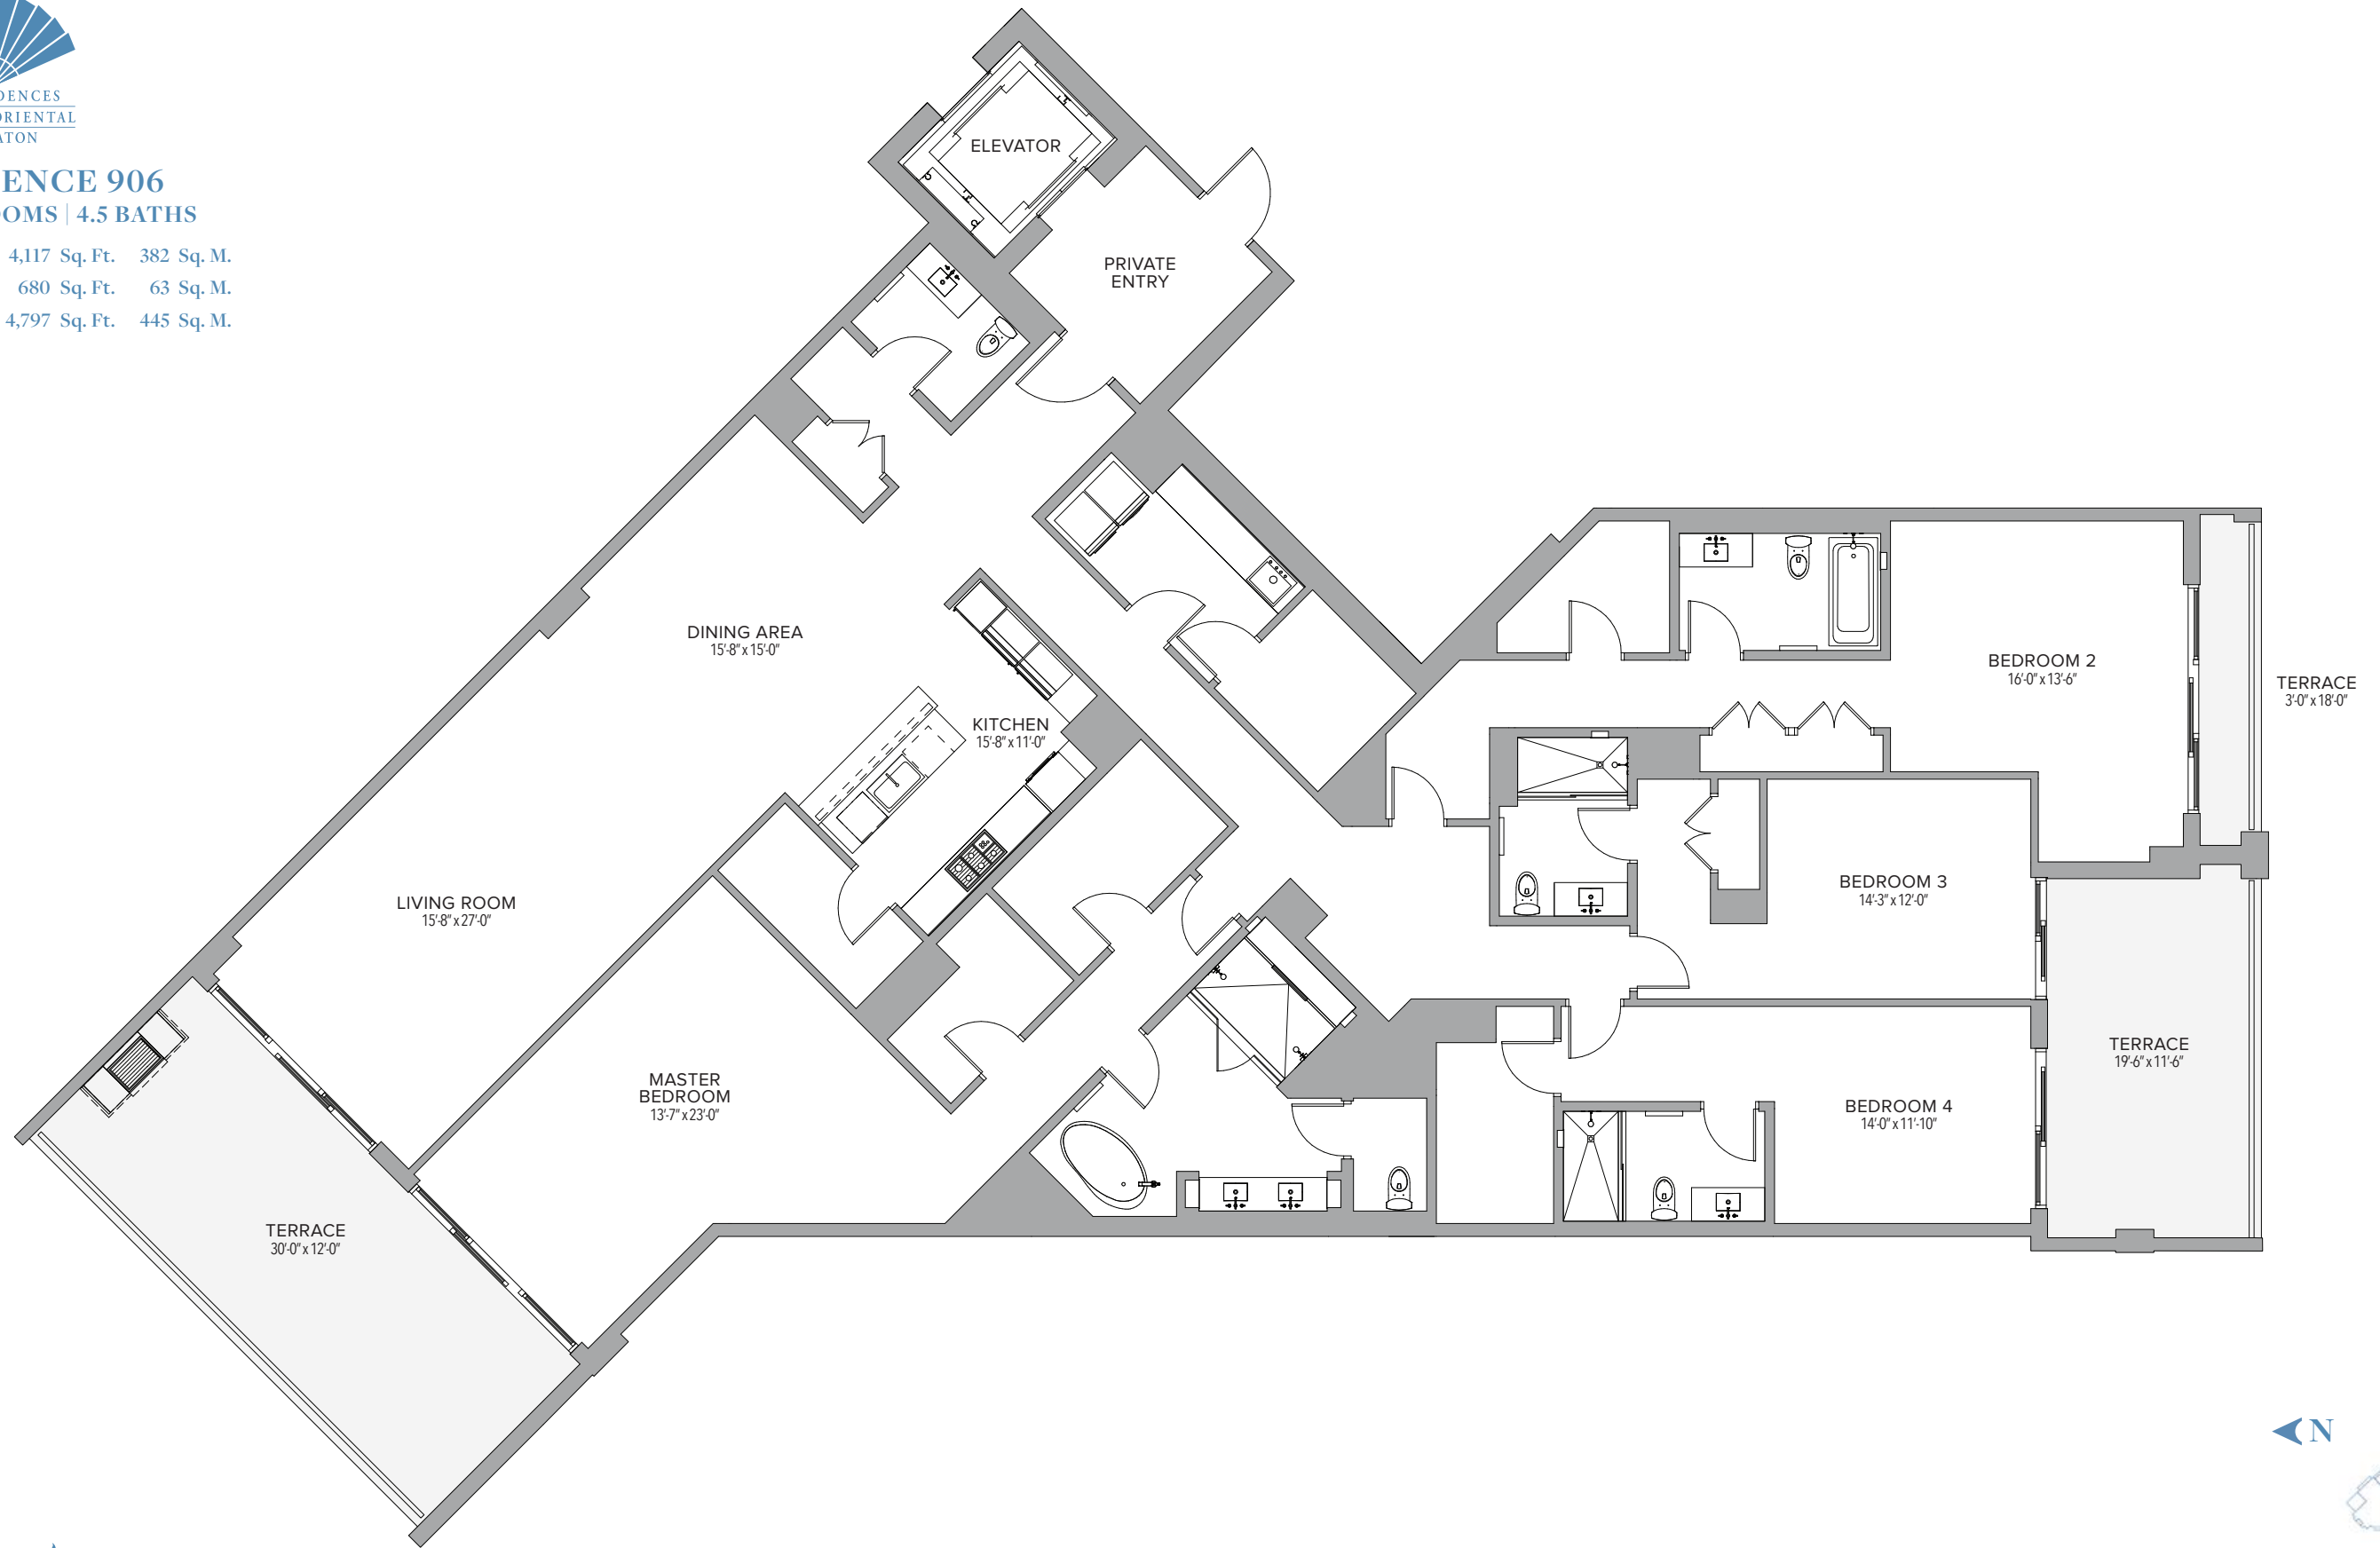 DENCES
ORIENTAL
ATON
ENCE 906
OMS | 4.5 BATHS
4,117 Sq. Ft. 382 Sq. M.
680 Sq. Ft. 63 Sq. M.
4,797 Sq. Ft. 445 Sq. M.
ELEVATOR
PRIVATE
ENTRY
DINING AREA
15'-8" x 15'-0"
KITCHEN
15'-8" x 11'-0"
LIVING ROOM
15'-8" x 27'-0"
MASTER
BEDROOM
13'-7" x 23'-0"
TERRACE
30'-0" x 12'-0"
BEDROOM 2
16'-0" x 13'-6"
TERRACE
3'-0" x 18'-0"
BEDROOM 3
14'-3" x 12'-0"
TERRACE
19'-6" x 11'-6"
BEDROOM 4
14'-0" x 11'-10"
N